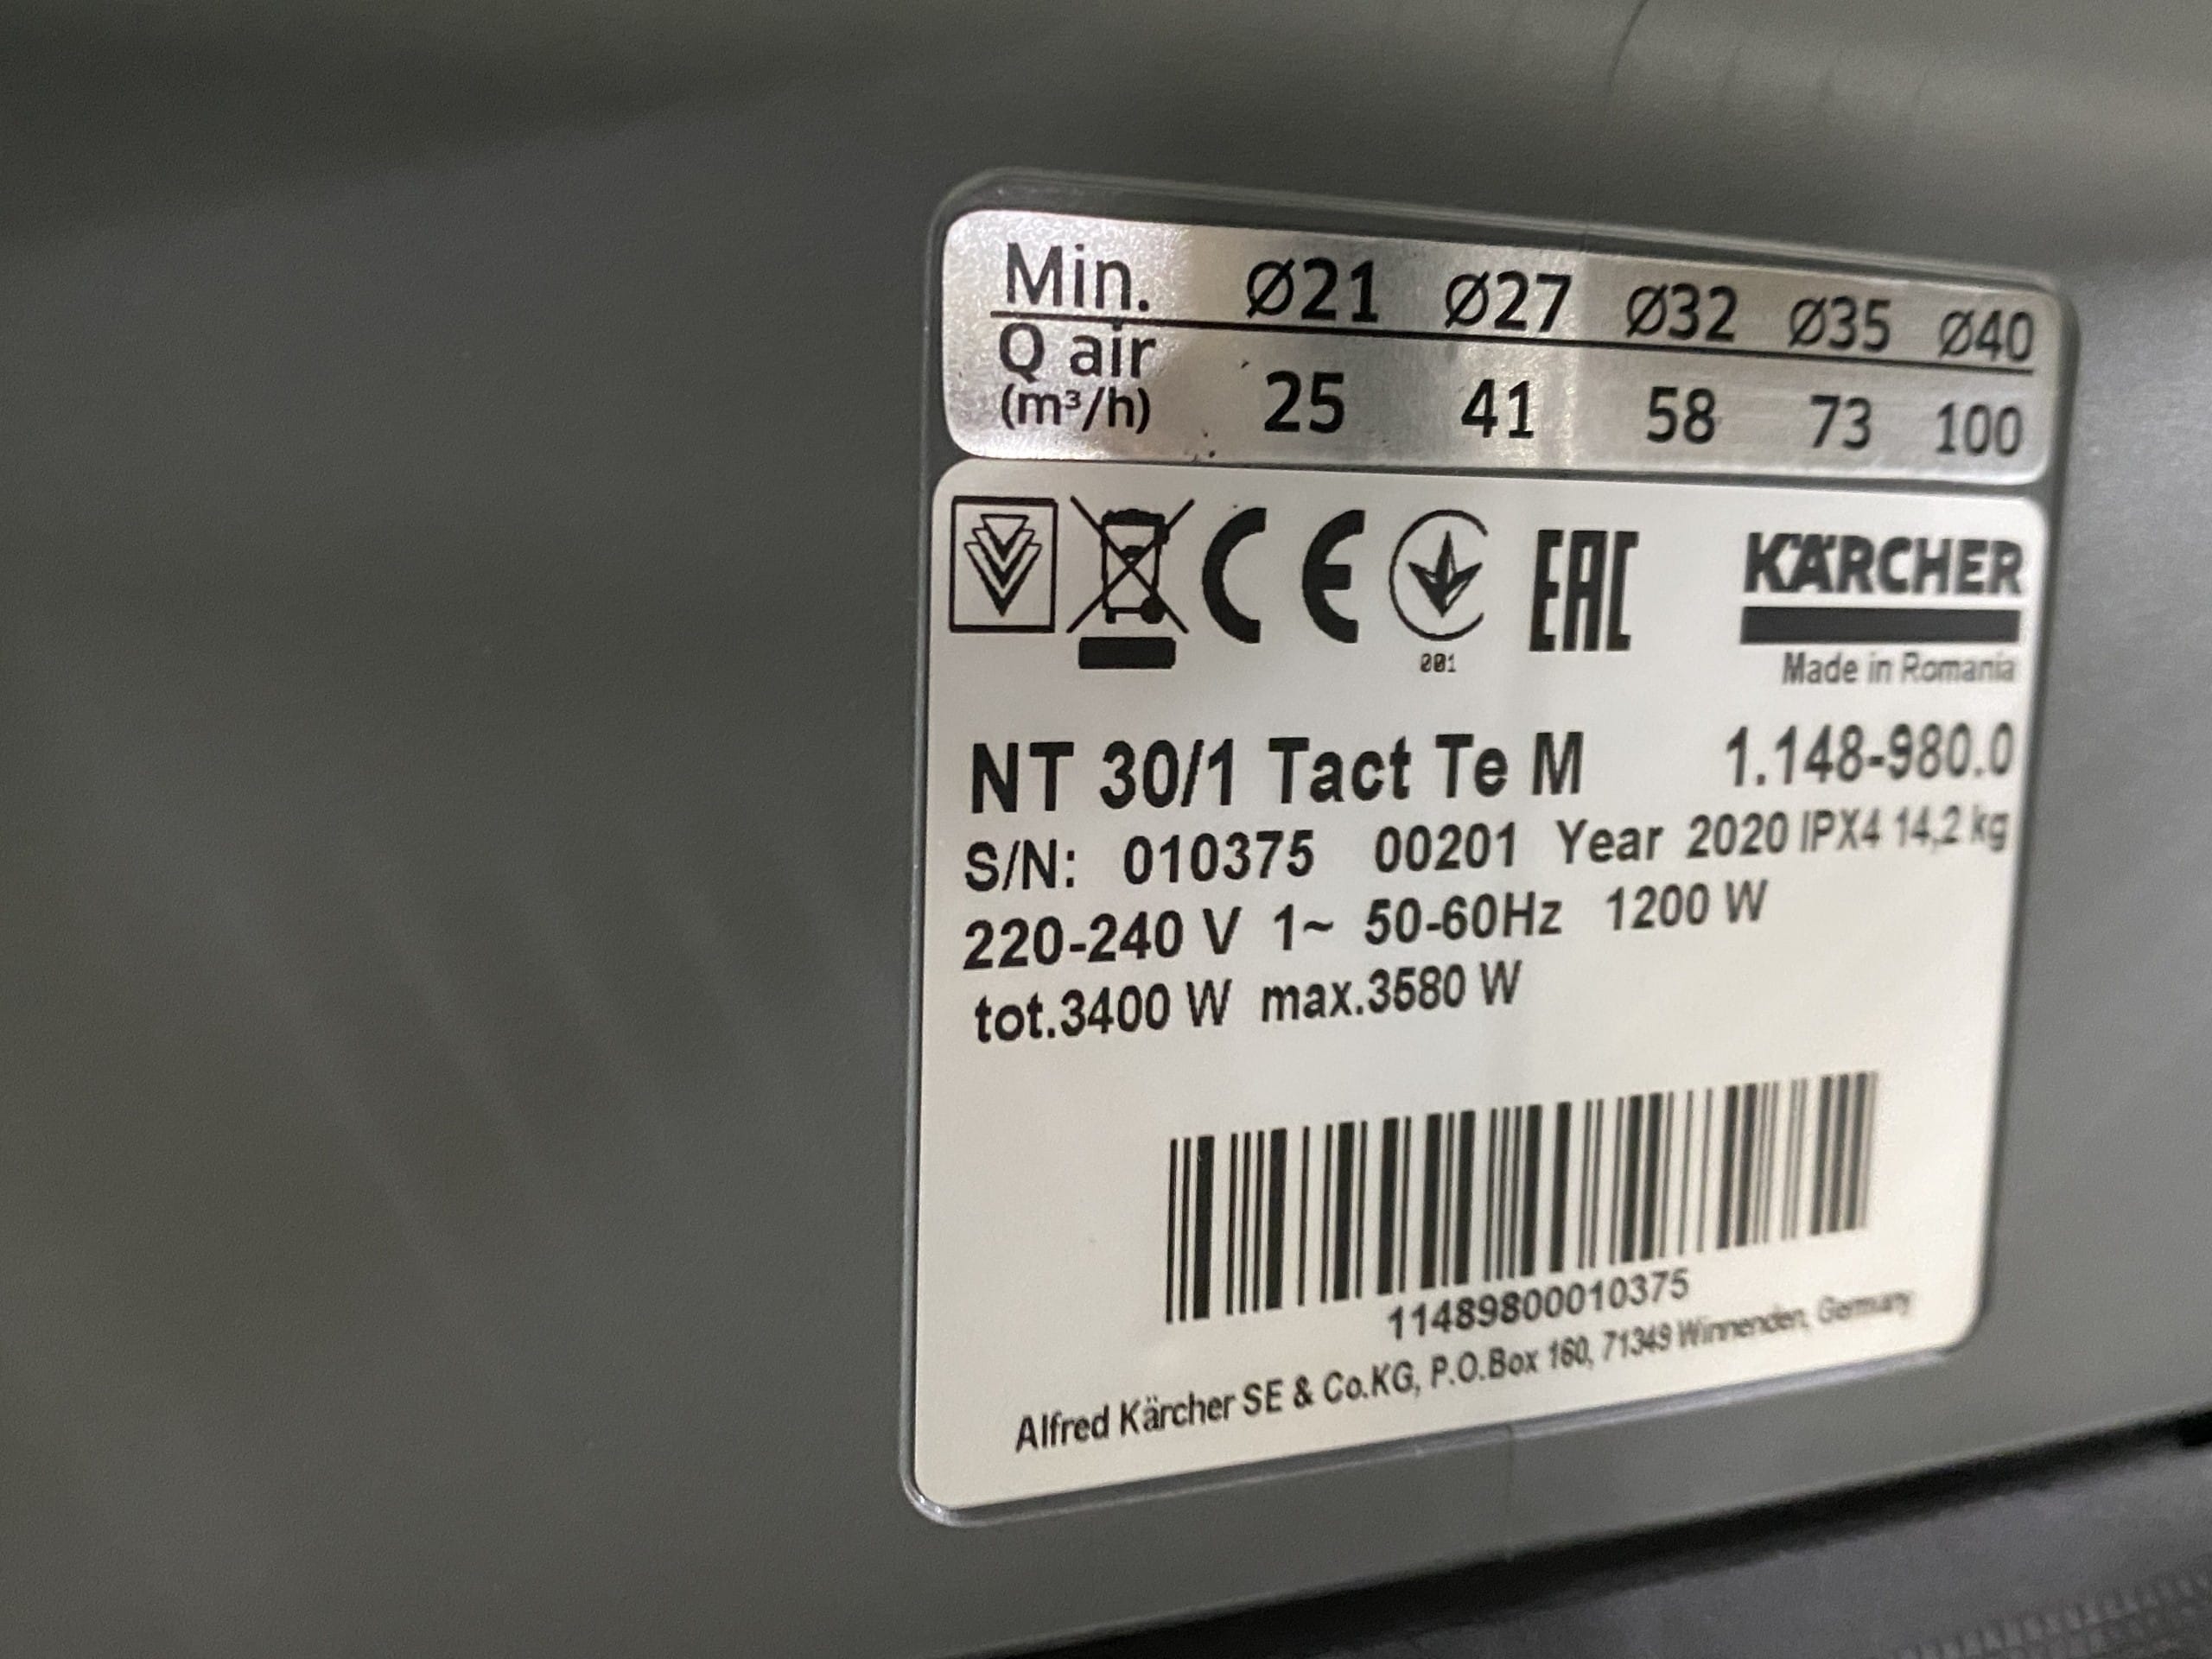 Min. Ø21 Ø27 Ø32 Ø35 Ø40
Q air
(m³/h) 25 41 58 73 100
CE 001 EAC KÄRCHER
Made in Romania
NT 30/1 Tact Te M 1.148-980.0
S/N: 010375 00201 Year 2020 IPX4 14,2 kg
220-240 V 1~ 50-60Hz 1200 W
tot.3400 W max.3580 W
11489800010375
Alfred Kärcher SE & Co.KG, P.O.Box 160, 71349 Winnenden, Germany